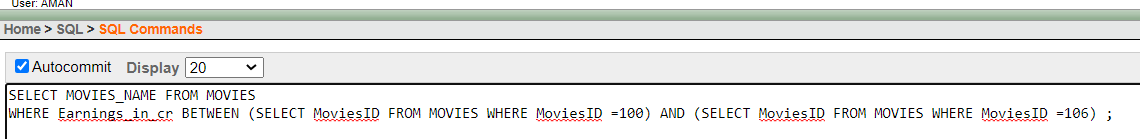 User: AMAN
Home > SQL > SQL Commands
Autocommit Display 20
SELECT MOVIES_NAME FROM MOVIES
WHERE Earnings_in_cr BETWEEN (SELECT MoviesID FROM MOVIES WHERE MoviesID =100) AND (SELECT MoviesID FROM MOVIES WHERE MoviesID =106) ;